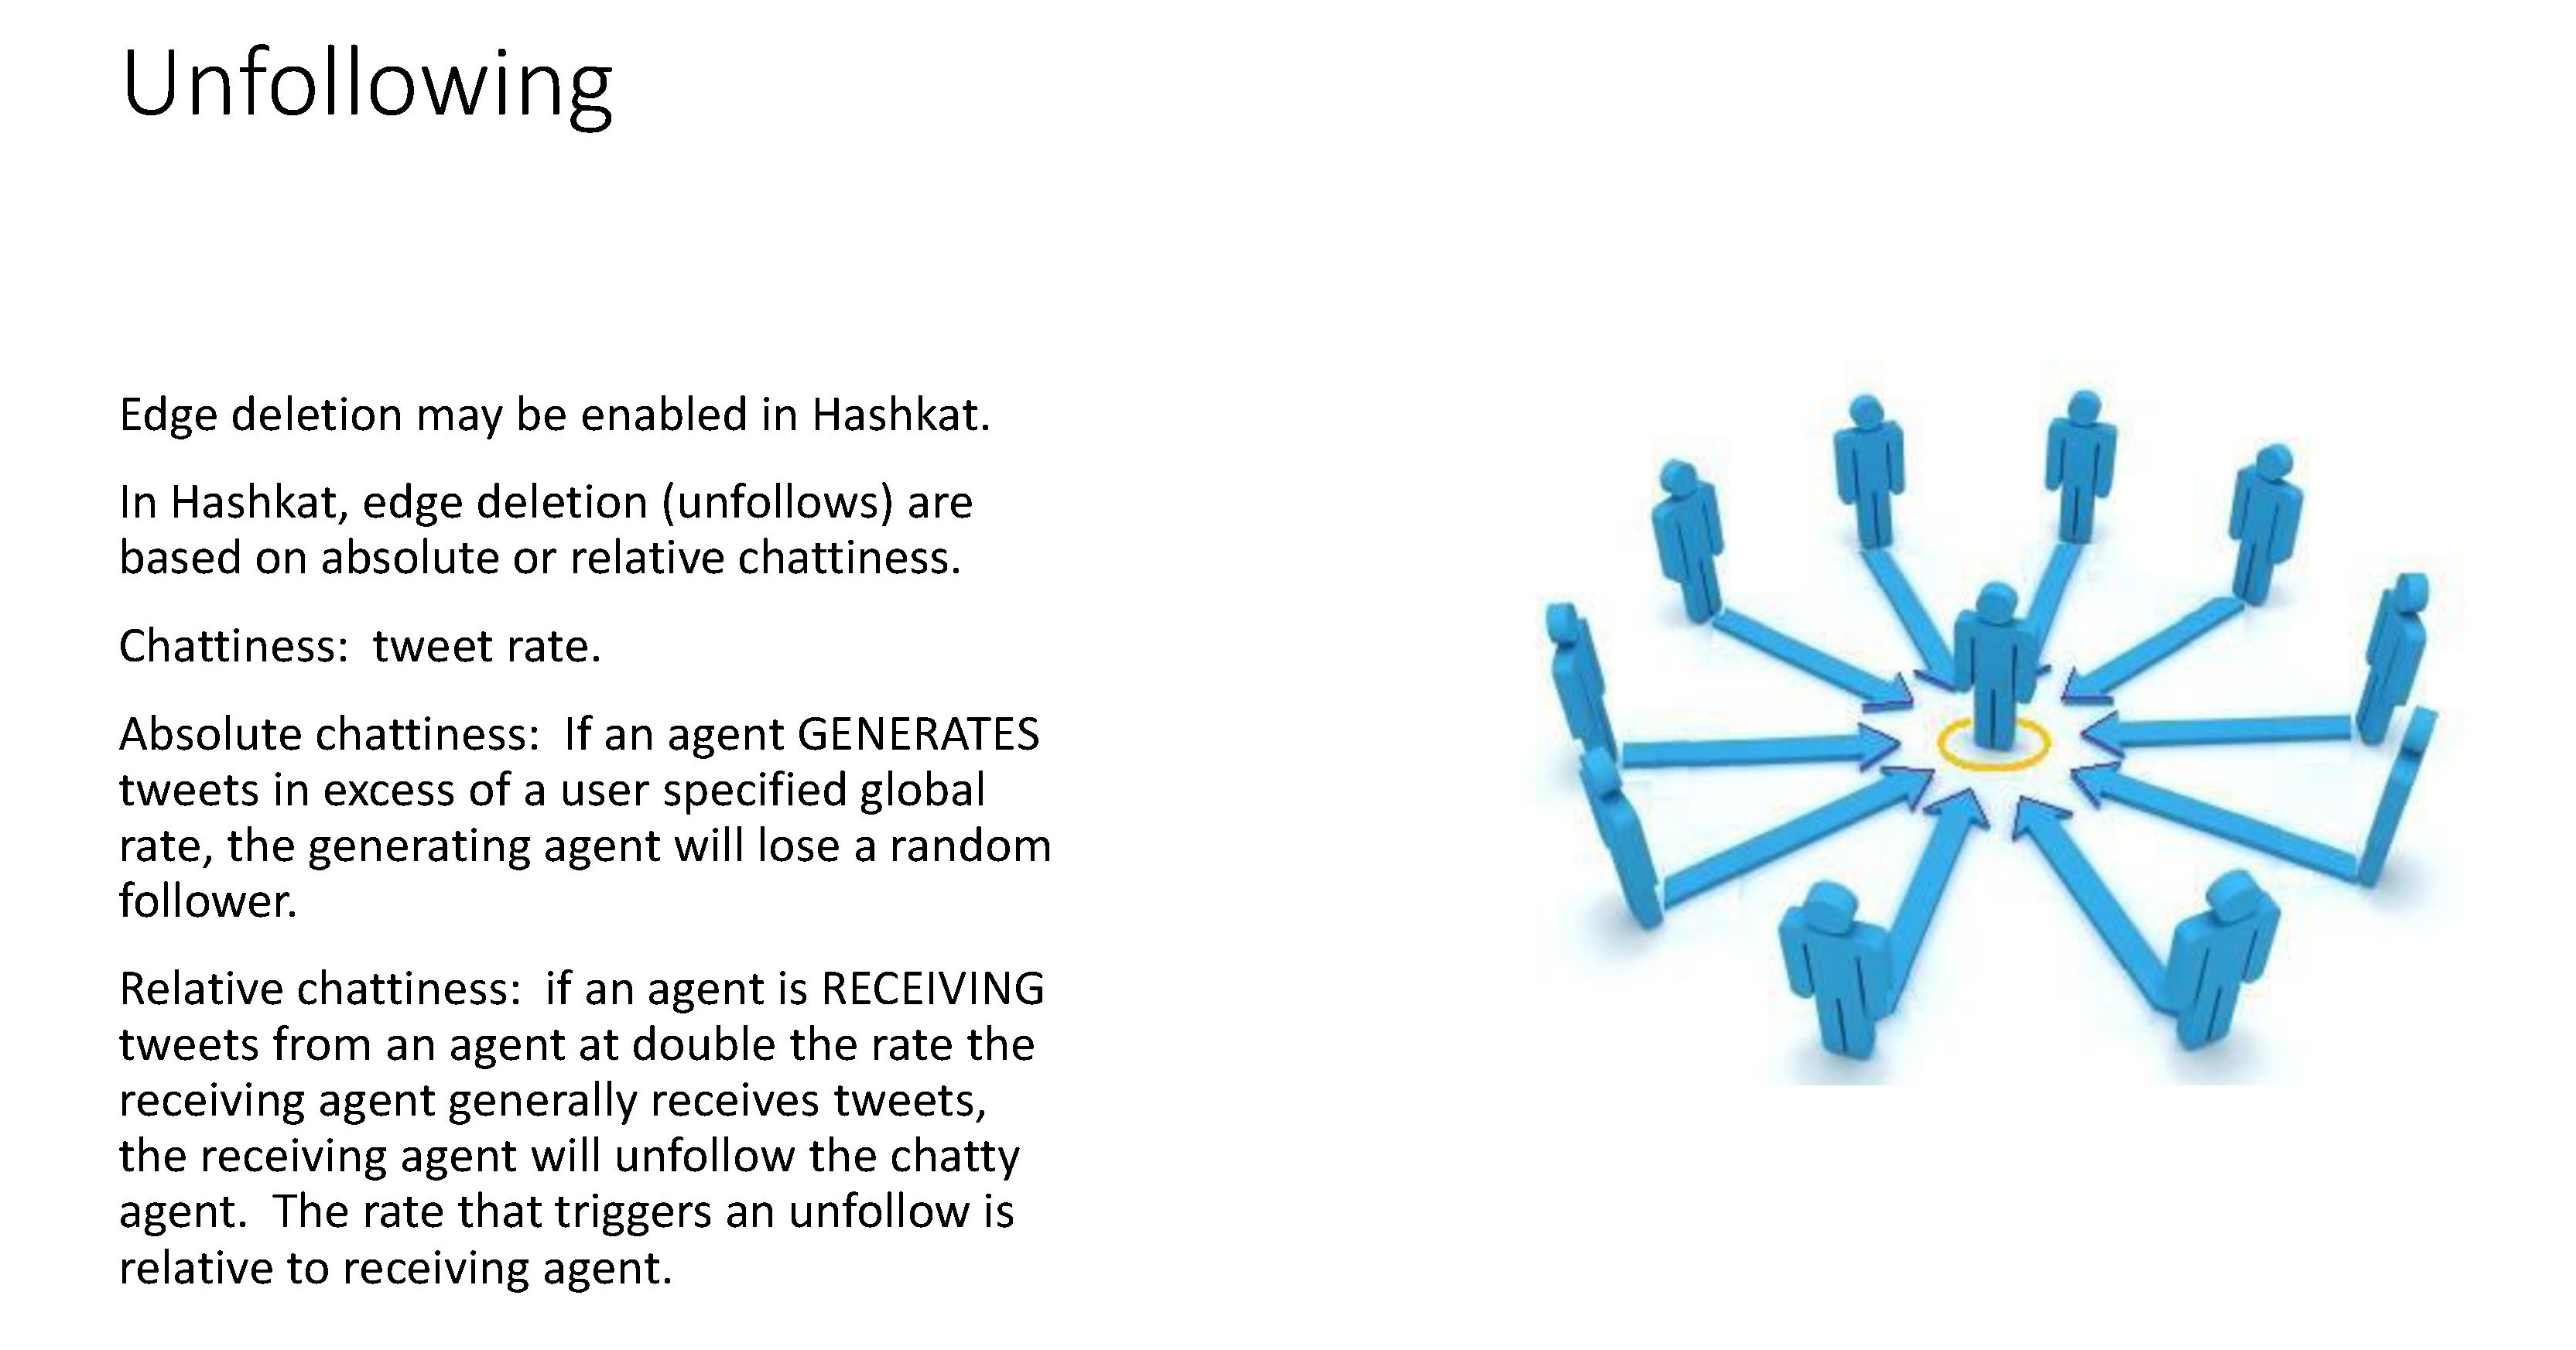 Unfollowing
Edge deletion may be enabled in Hashkat.
In Hashkat, edge deletion (unfollows) are
based on absolute or relative chattiness.
Chattiness:  tweet rate.
Absolute chattiness:  If an agent GENERATES
tweets in excess of a user specified global
rate, the generating agent will lose a random
follower.
Relative chattiness:  if an agent is RECEIVING
tweets from an agent at double the rate the
receiving agent generally receives tweets,
the receiving agent will unfollow the chatty
agent.  The rate that triggers an unfollow is
relative to receiving agent.